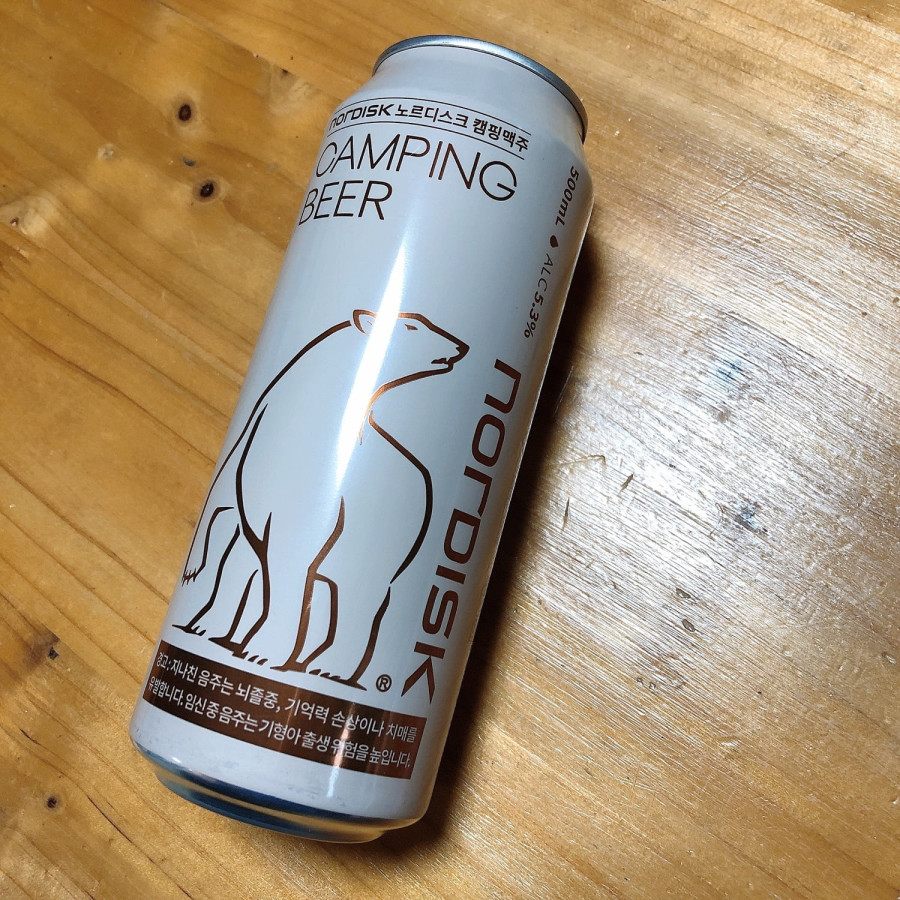 nordisk 노르디스크 캠핑맥주
CAMPING
BEER
500mL ALC 5.3%
nordisk
®
경고 : 지나친 음주는 뇌졸중, 기억력 손상이나 치매를
유발합니다. 임신 중 음주는 기형아 출생 위험을 높입니다.